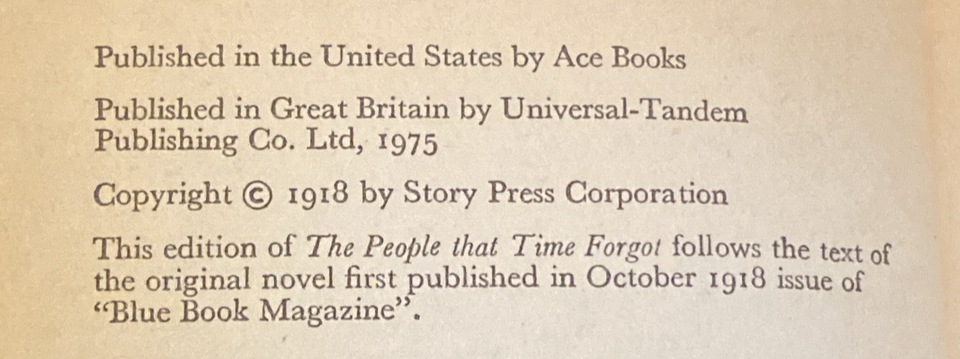 Published in the United States by Ace Books
Published in Great Britain by Universal-Tandem
Publishing Co. Ltd, 1975
Copyright © 1918 by Story Press Corporation
This edition of The People that Time Forgot follows the text of
the original novel first published in October 1918 issue of
“Blue Book Magazine”.